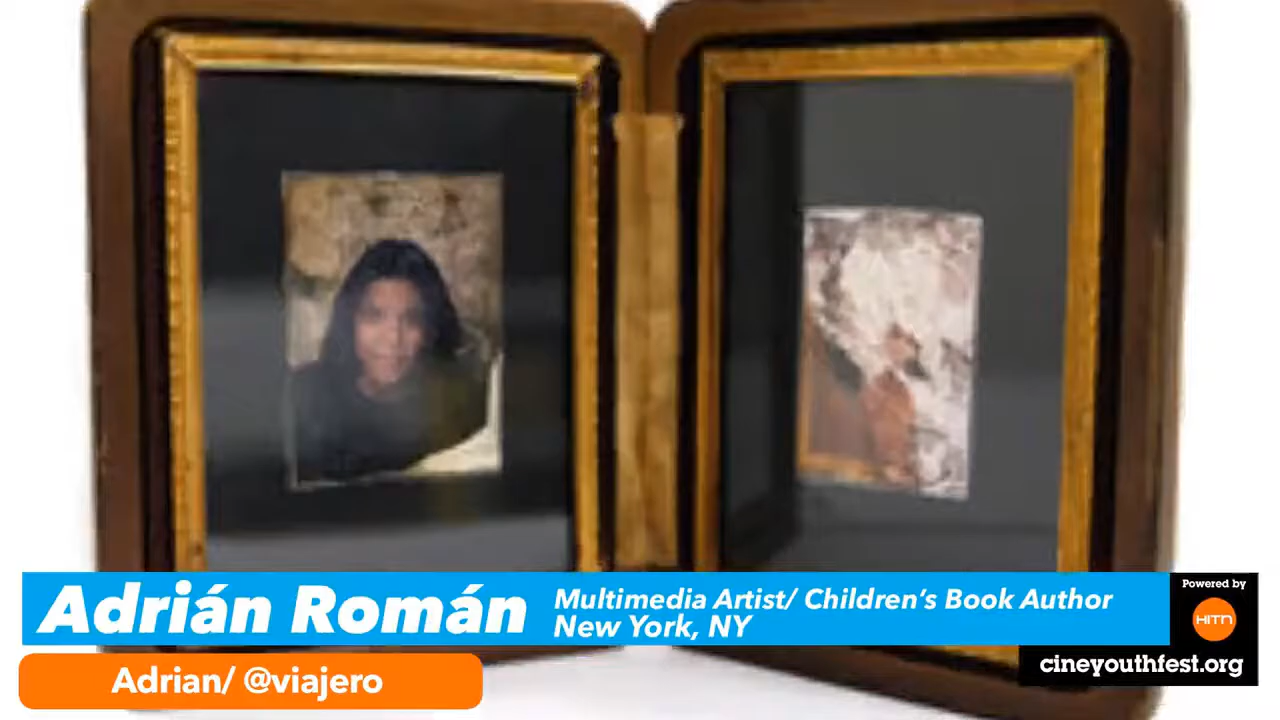 Adrián Román
Multimedia Artist/ Children's Book Author
New York, NY
Powered by
HITN
cineyouthfest.org
Adrian/ @viajero